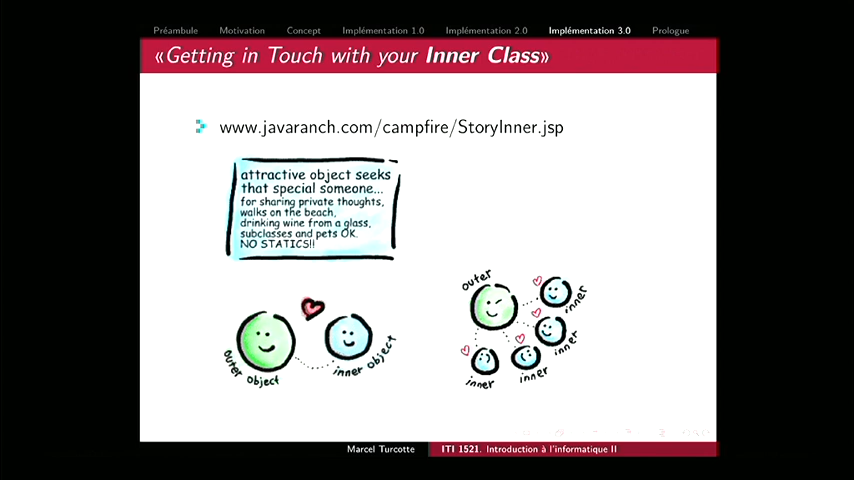 Préambule Motivation Concept Implémentation 1.0 Implémentation 2.0 Implémentation 3.0 Prologue
«Getting in Touch with your Inner Class»
www.javaranch.com/campfire/StoryInner.jsp
attractive object seeks
that special someone...
for sharing private thoughts,
walks on the beach,
drinking wine from a glass,
subclasses and pets OK.
NO STATICS!!
outer object
inner object
outer
inner
inner
inner
inner
Marcel Turcotte ITI 1521. Introduction à l'informatique II